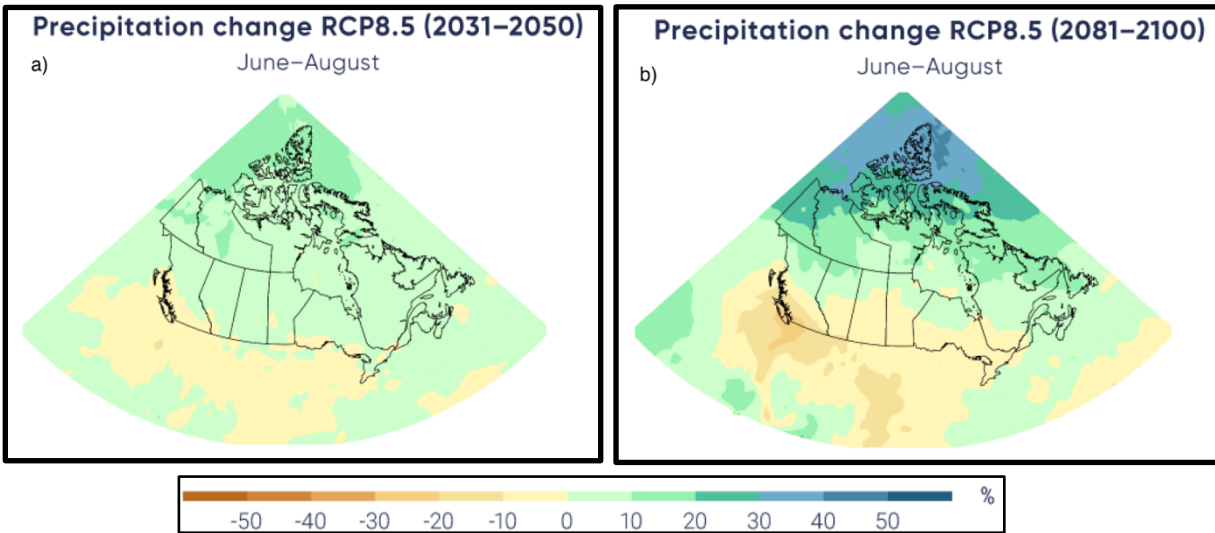 Precipitation change RCP8.5 (2031–2050)
a)
June–August
Precipitation change RCP8.5 (2081–2100)
b)
June–August
%
-50 -40 -30 -20 -10 0 10 20 30 40 50